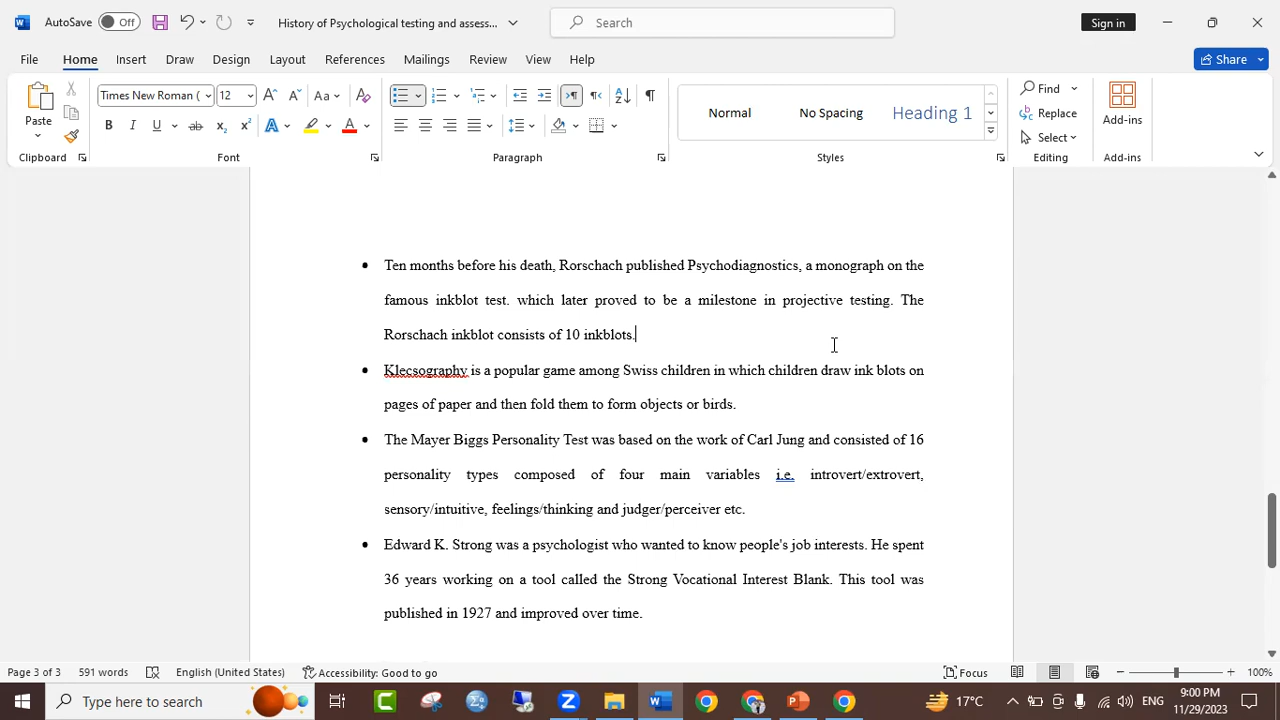 AutoSave Off History of Psychological testing and assess... Search Sign in
File Home Insert Draw Design Layout References Mailings Review View Help Share
Times New Roman ( 12 Aa Find
Paste Normal No Spacing Heading 1 Replace Add-ins
B I U ab x₂ x² A A Select
Clipboard Font Paragraph Styles Editing Add-ins
Ten months before his death, Rorschach published Psychodiagnostics, a monograph on the
famous inkblot test. which later proved to be a milestone in projective testing. The
Rorschach inkblot consists of 10 inkblots.
Klecsography is a popular game among Swiss children in which children draw ink blots on
pages of paper and then fold them to form objects or birds.
The Mayer Biggs Personality Test was based on the work of Carl Jung and consisted of 16
personality types composed of four main variables i.e. introvert/extrovert,
sensory/intuitive, feelings/thinking and judger/perceiver etc.
Edward K. Strong was a psychologist who wanted to know people's job interests. He spent
36 years working on a tool called the Strong Vocational Interest Blank. This tool was
published in 1927 and improved over time.
Page 3 of 3 591 words English (United States) Accessibility: Good to go Focus 100%
Type here to search 17°C ENG 9:00 PM
11/29/2023